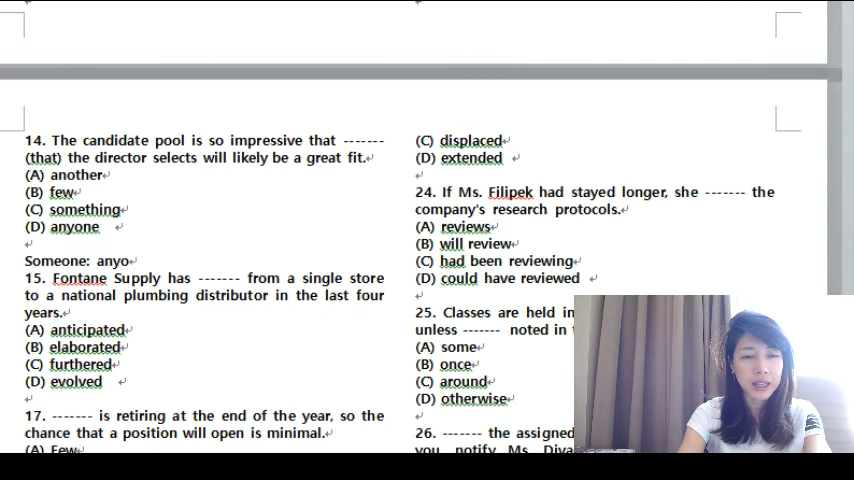 14. The candidate pool is so impressive that -------
(that) the director selects will likely be a great fit.
(A) another
(B) few
(C) something
(D) anyone
Someone: anyo
15. Fontane Supply has ------- from a single store
to a national plumbing distributor in the last four
years.
(A) anticipated
(B) elaborated
(C) furthered
(D) evolved
17. ------- is retiring at the end of the year, so the
chance that a position will open is minimal.
(A) Few
(C) displaced
(D) extended
24. If Ms. Filipek had stayed longer, she ------- the
company's research protocols.
(A) reviews
(B) will review
(C) had been reviewing
(D) could have reviewed
25. Classes are held in
unless ------- noted in
(A) some
(B) once
(C) around
(D) otherwise
26. ------- the assigned
you, notify Ms.